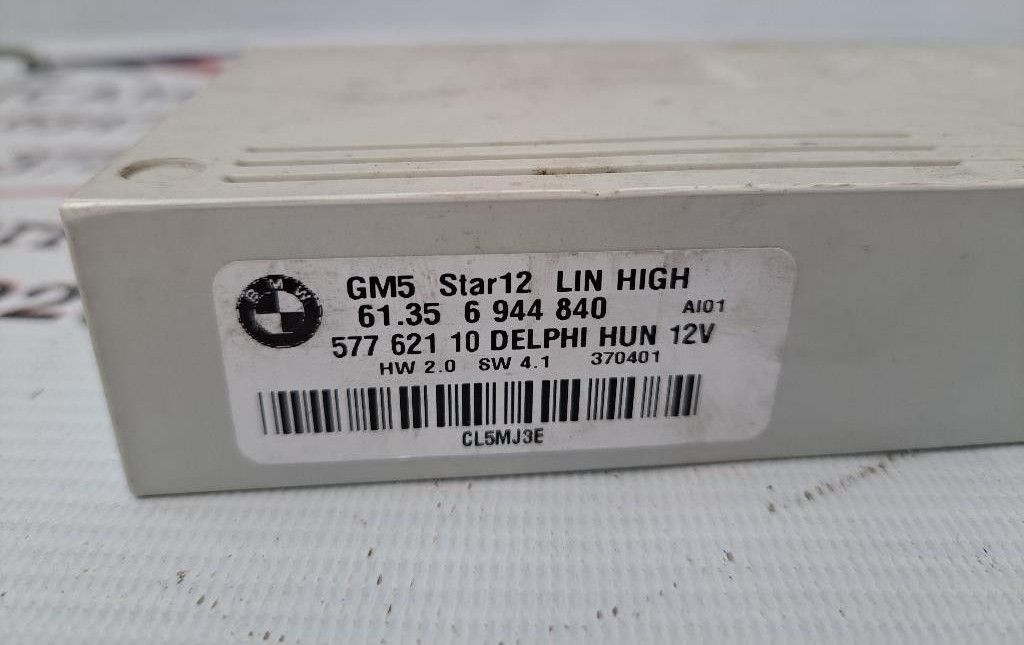 BMW
GM5 Star12 LIN HIGH
61.35 6 944 840 AI01
577 621 10 DELPHI HUN 12V
HW 2.0 SW 4.1 370401
CL5MJ3E